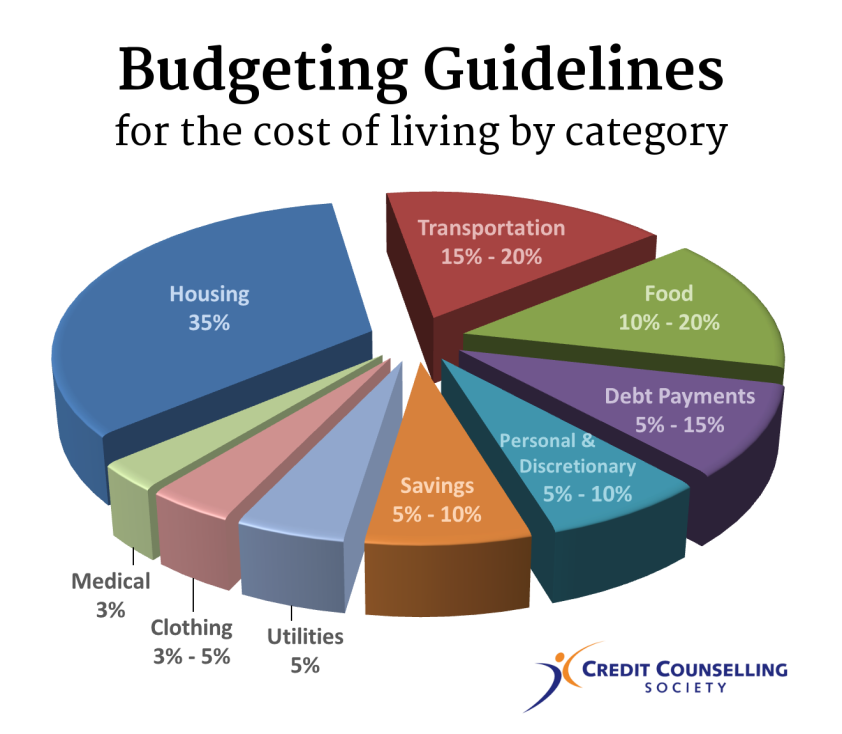 Budgeting Guidelines
for the cost of living by category
Transportation
15% - 20%
Housing
35%
Food
10% - 20%
Debt Payments
5% - 15%
Personal &
Discretionary
5% - 10%
Savings
5% - 10%
Medical
3%
Clothing
3% - 5%
Utilities
5%
CREDIT COUNSELLING
SOCIETY